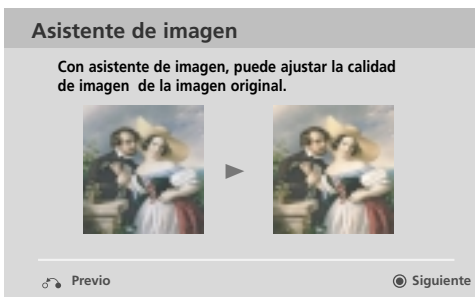 Asistente de imagen
Con asistente de imagen, puede ajustar la calidad
de imagen  de la imagen original.
Previo
Siguiente